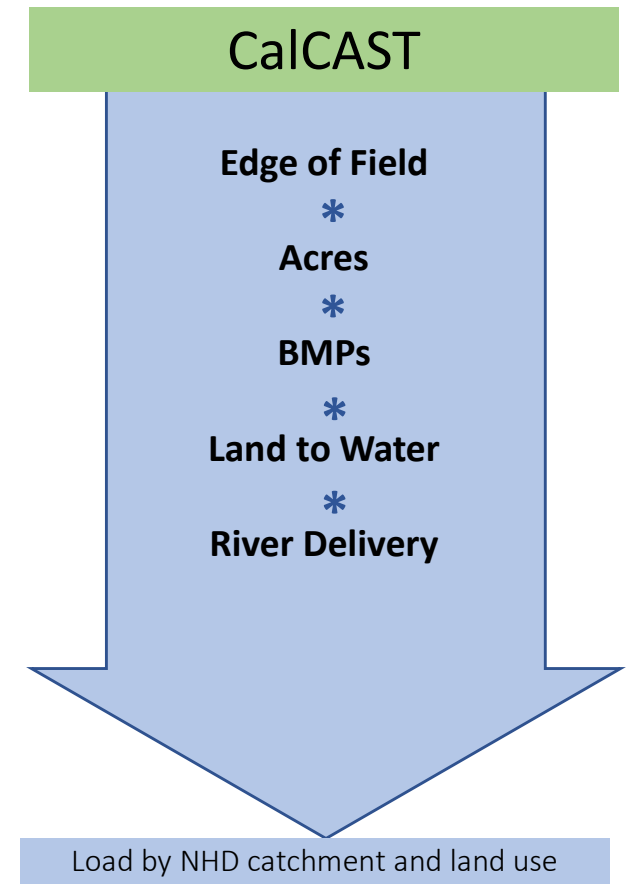 CalCAST
Edge of Field
*
Acres
*
BMPs
*
Land to Water
*
River Delivery
Load by NHD catchment and land use